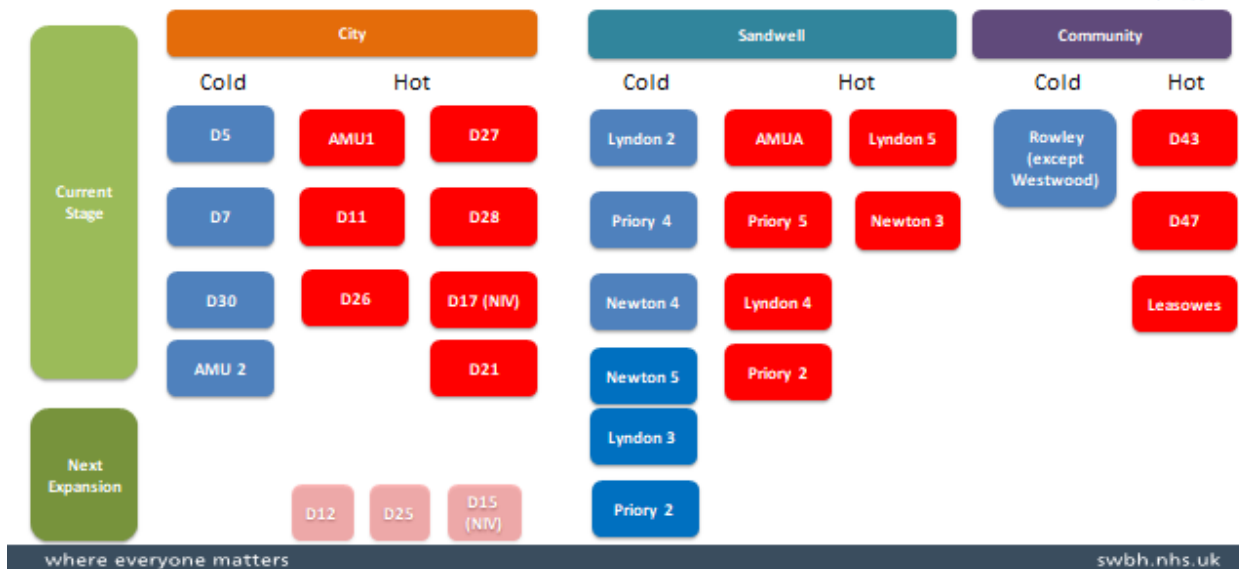 City
Sandwell
Community
Cold
Hot
Cold
Hot
Cold
Hot
Current
Stage
D5
AMU1
D27
Lyndon 2
AMUA
Lyndon 5
Rowley
(except
Westwood)
D43
D7
D11
D28
Priory 4
Priory 5
Newton 3
D47
D30
D26
D17 (NIV)
Newton 4
Lyndon 4
Leasowes
AMU 2
D21
Newton 5
Priory 2
Lyndon 3
Next
Expansion
D12
D25
D15
(NIV)
Priory 2
where everyone matters
swbh.nhs.uk